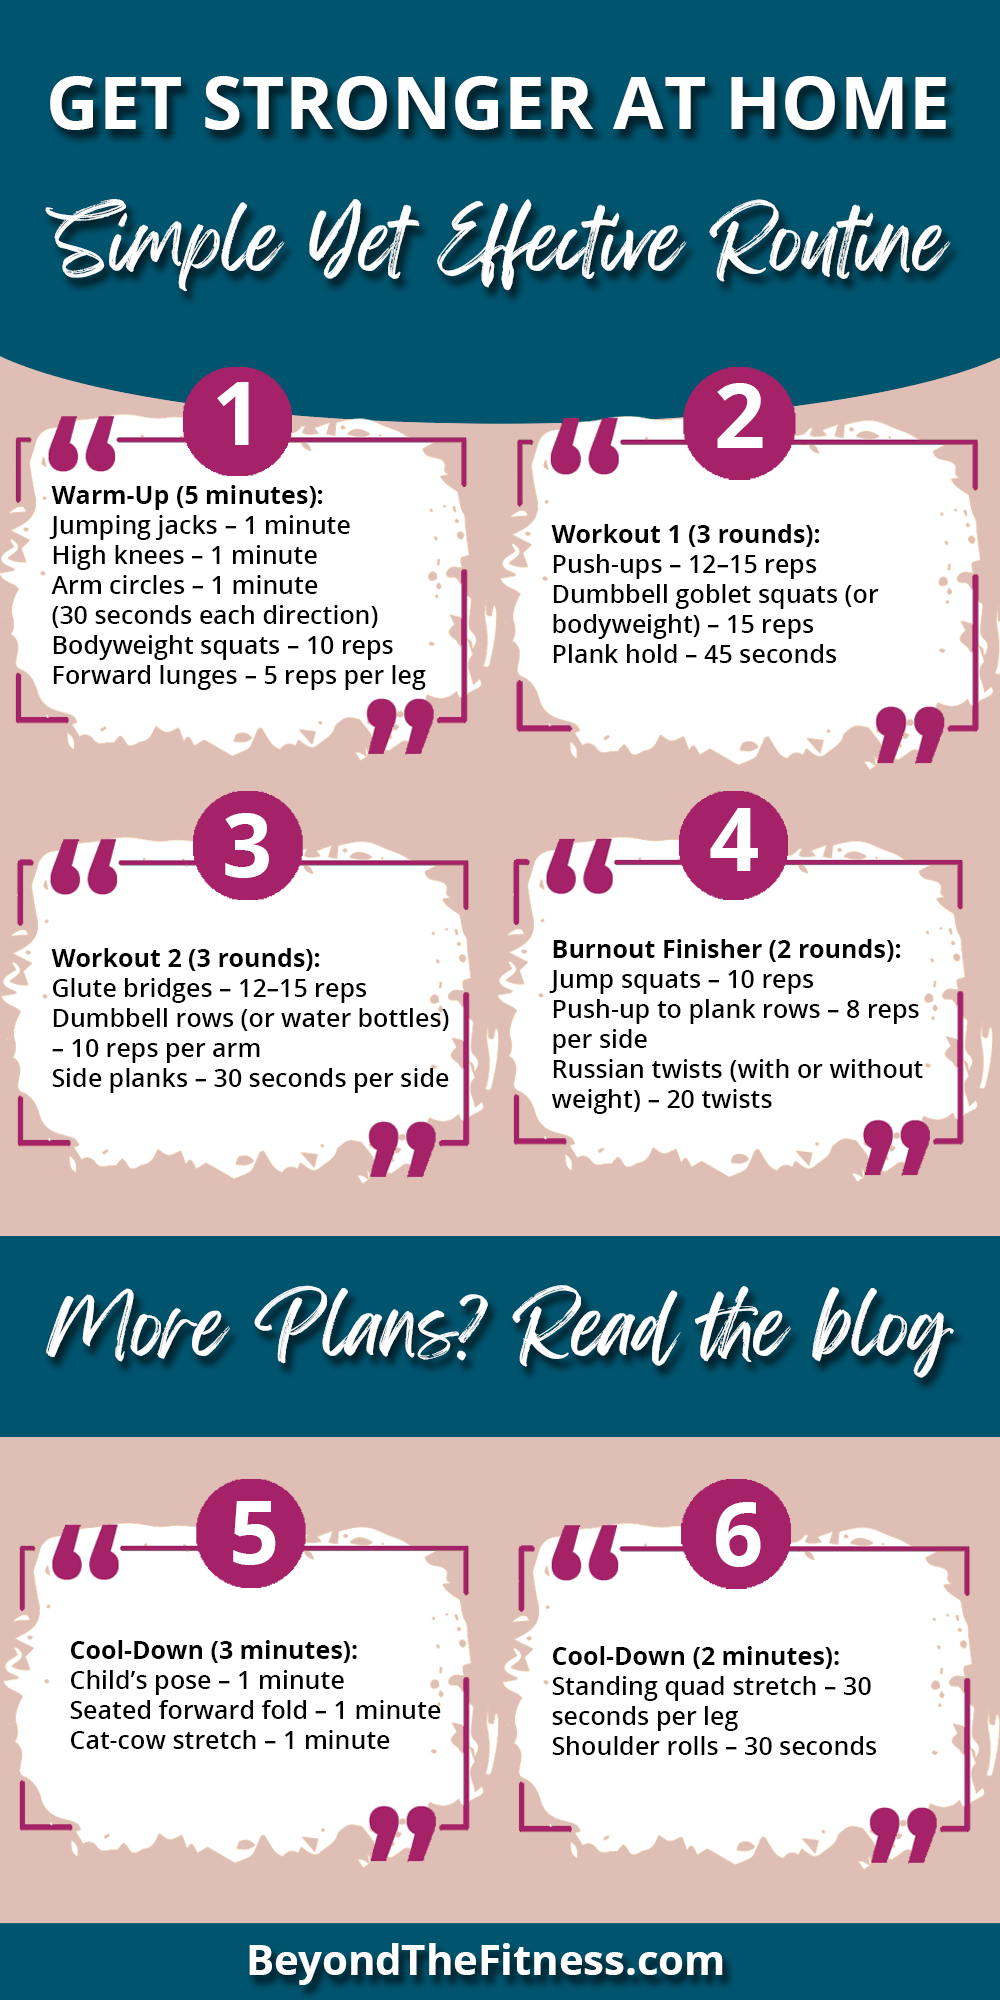 GET STRONGER AT HOME
Simple Yet Effective Routine
1
Warm-Up (5 minutes):
Jumping jacks – 1 minute
High knees – 1 minute
Arm circles – 1 minute
(30 seconds each direction)
Bodyweight squats – 10 reps
Forward lunges – 5 reps per leg
2
Workout 1 (3 rounds):
Push-ups – 12–15 reps
Dumbbell goblet squats (or
bodyweight) – 15 reps
Plank hold – 45 seconds
3
Workout 2 (3 rounds):
Glute bridges – 12–15 reps
Dumbbell rows (or water bottles)
– 10 reps per arm
Side planks – 30 seconds per side
4
Burnout Finisher (2 rounds):
Jump squats – 10 reps
Push-up to plank rows – 8 reps
per side
Russian twists (with or without
weight) – 20 twists
More Plans? Read the blog
5
Cool-Down (3 minutes):
Child’s pose – 1 minute
Seated forward fold – 1 minute
Cat-cow stretch – 1 minute
6
Cool-Down (2 minutes):
Standing quad stretch – 30
seconds per leg
Shoulder rolls – 30 seconds
BeyondTheFitness.com